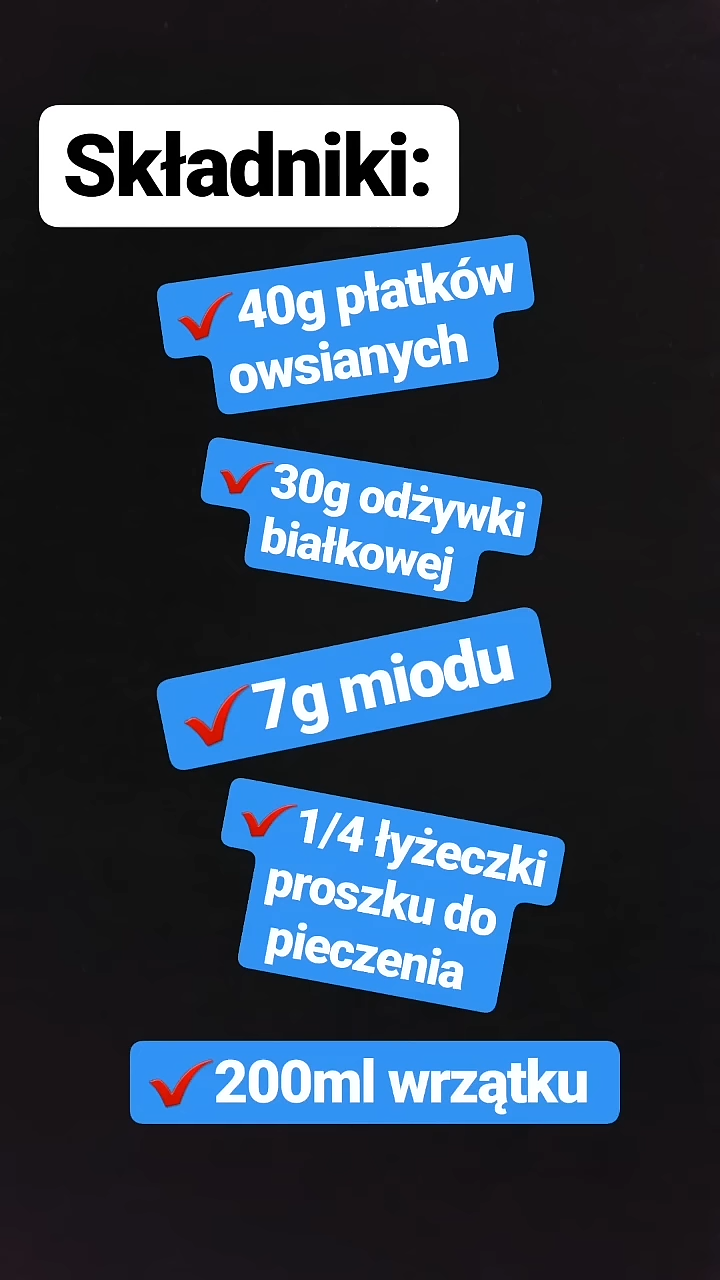 Składniki:
✔40g płatków
owsianych
✔30g odżywki
białkowej
✔7g miodu
✔1/4 łyżeczki
proszku do
pieczenia
✔200ml wrzątku